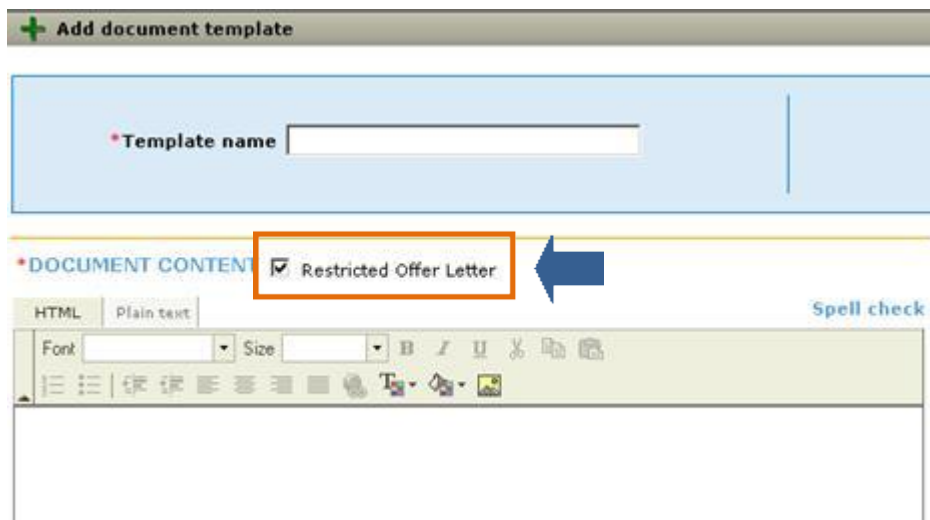 Add document template
*Template name
*DOCUMENT CONTENT Restricted Offer Letter
HTML Plain text Spell check
Font Size B I U
T